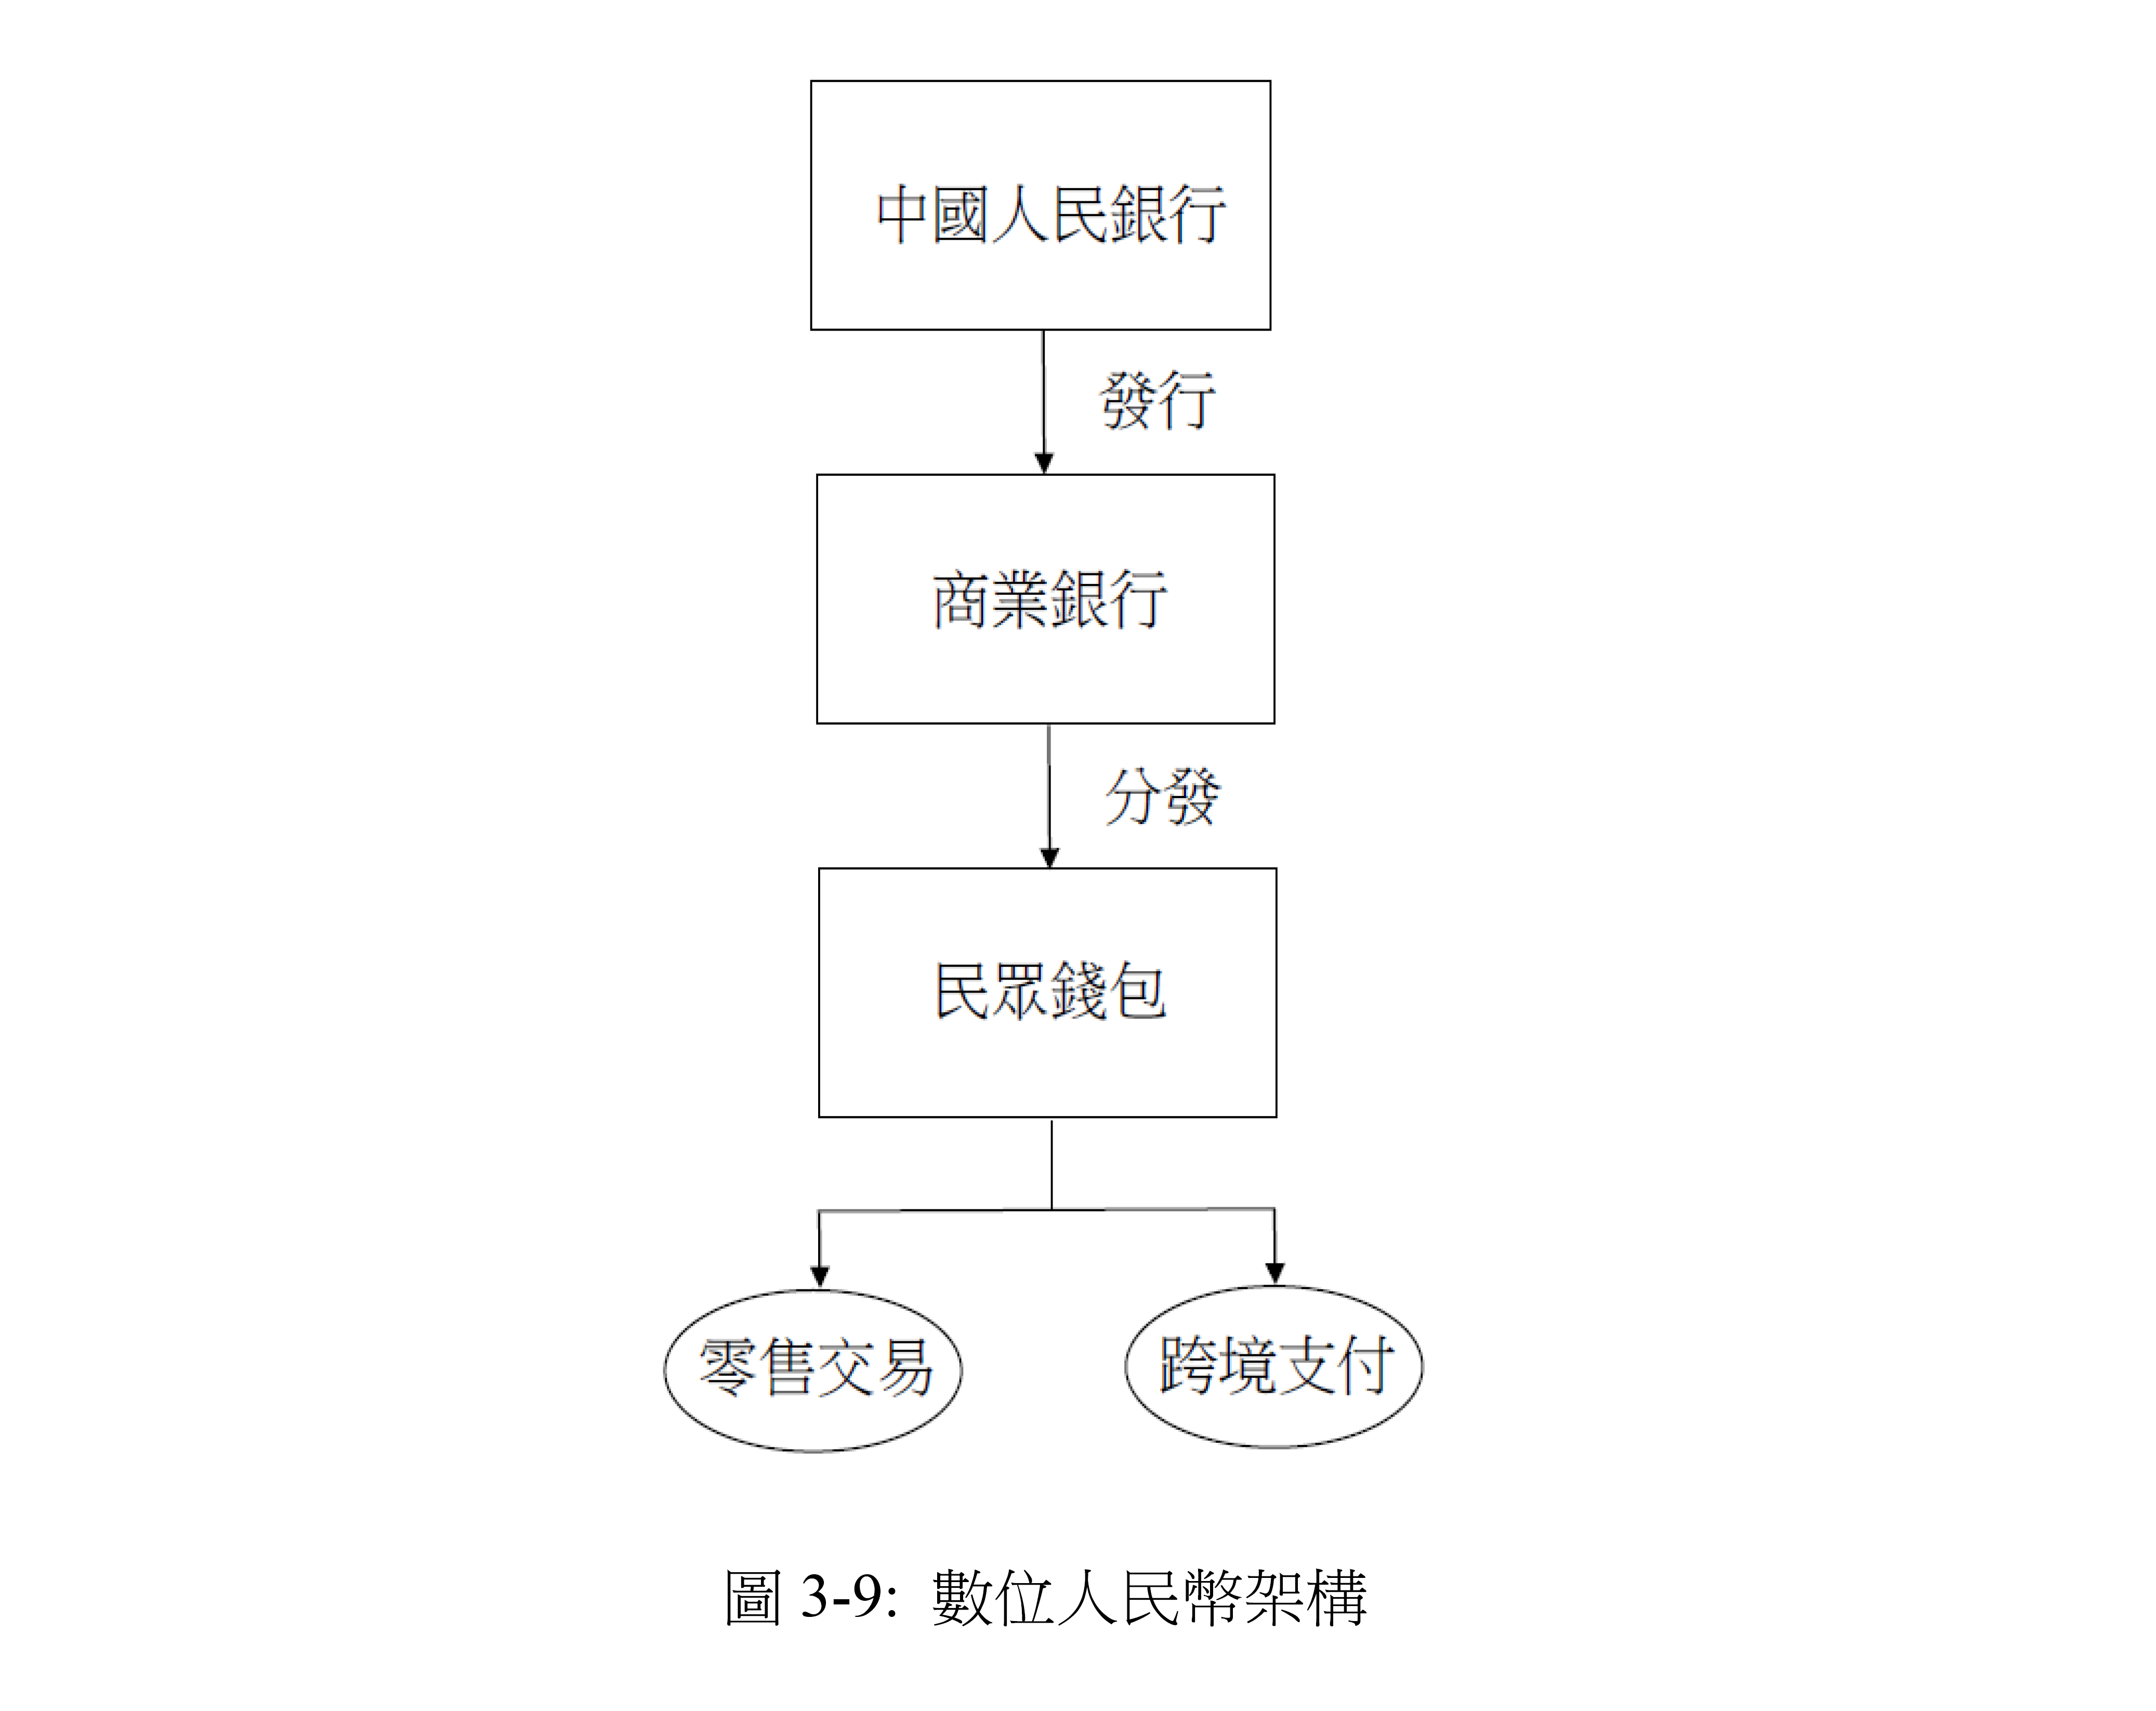 中國人民銀行
發行
商業銀行
分發
民眾錢包
零售交易
跨境支付
圖 3-9: 數位人民幣架構